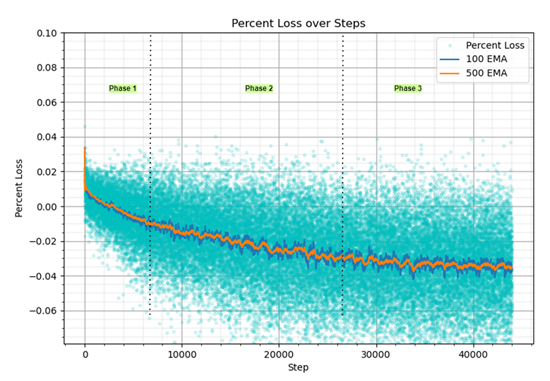 Percent Loss over Steps
0.10
0.08
0.06
0.04
0.02
0.00
−0.02
−0.04
−0.06
Percent Loss
Percent Loss
100 EMA
500 EMA
Phase 1
Phase 2
Phase 3
0
10000
20000
30000
40000
Step